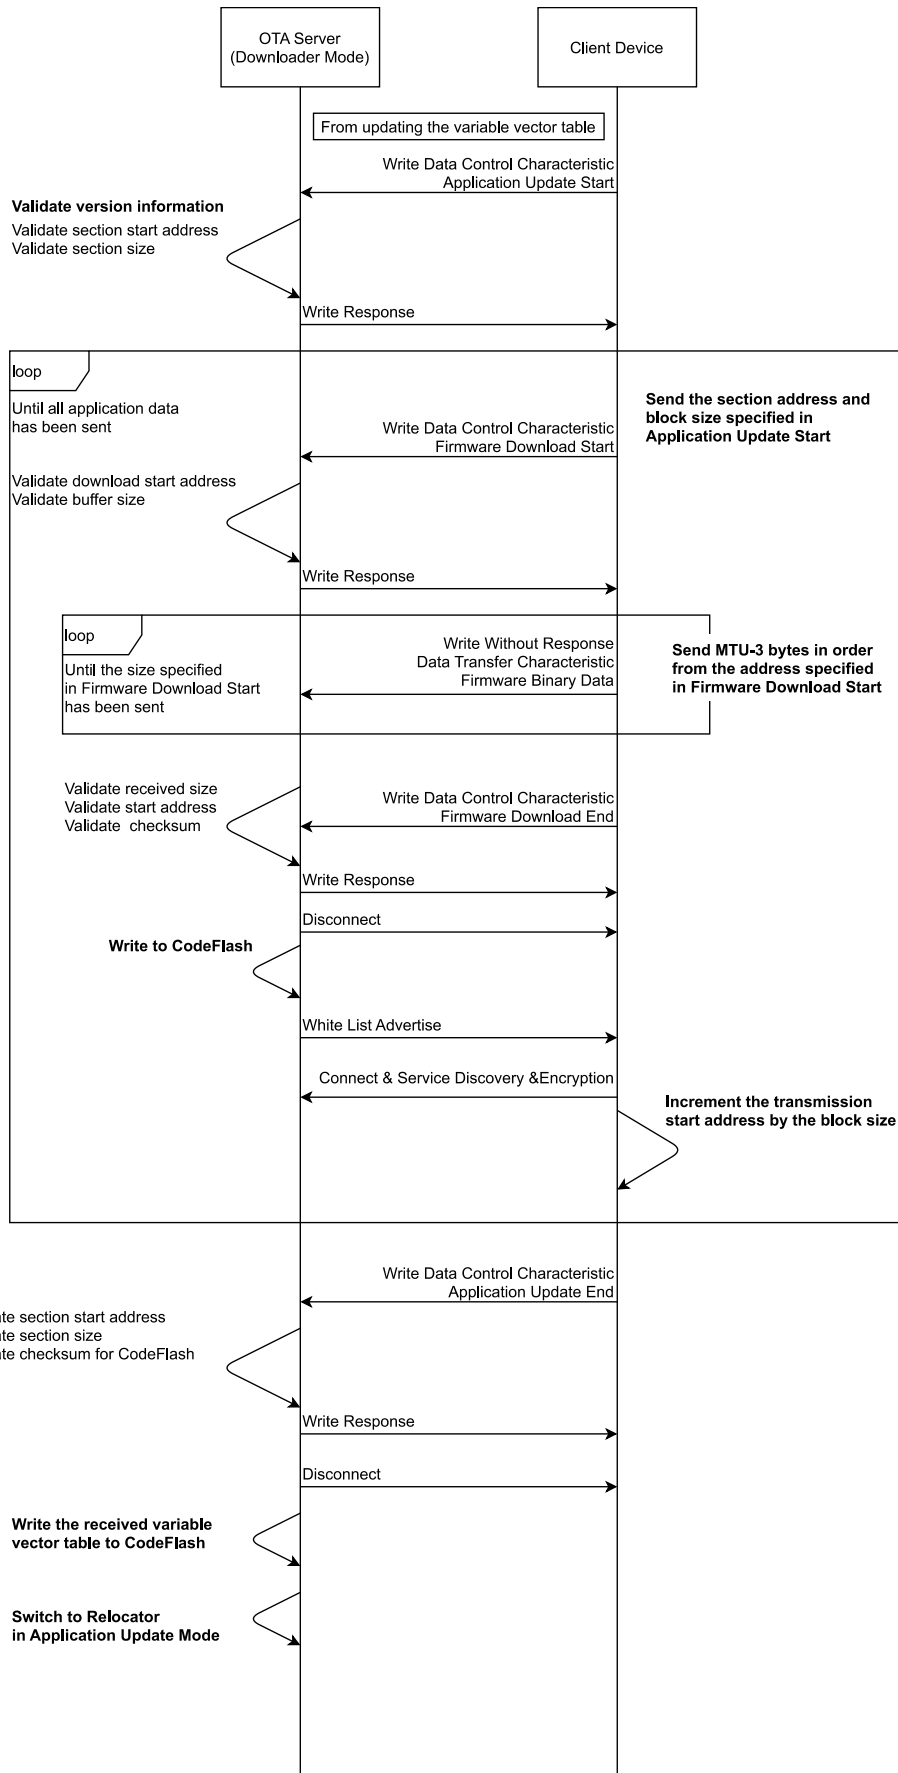 OTA Server
(Downloader Mode)
Client Device
From updating the variable vector table
Write Data Control Characteristic
Application Update Start
Validate version information
Validate section start address
Validate section size
Write Response
loop
Until all application data
has been sent
Send the section address and
block size specified in
Application Update Start
Write Data Control Characteristic
Firmware Download Start
Validate download start address
Validate buffer size
Write Response
loop
Until the size specified
in Firmware Download Start
has been sent
Write Without Response
Data Transfer Characteristic
Firmware Binary Data
Send MTU-3 bytes in order
from the address specified
in Firmware Download Start
Validate received size
Validate start address
Validate  checksum
Write Data Control Characteristic
Firmware Download End
Write Response
Disconnect
Write to CodeFlash
White List Advertise
Connect & Service Discovery &Encryption
Increment the transmission
start address by the block size
Write Data Control Characteristic
Application Update End
section start address
section size
checksum for CodeFlash
Write Response
Disconnect
Write the received variable
vector table to CodeFlash
Switch to Relocator
in Application Update Mode